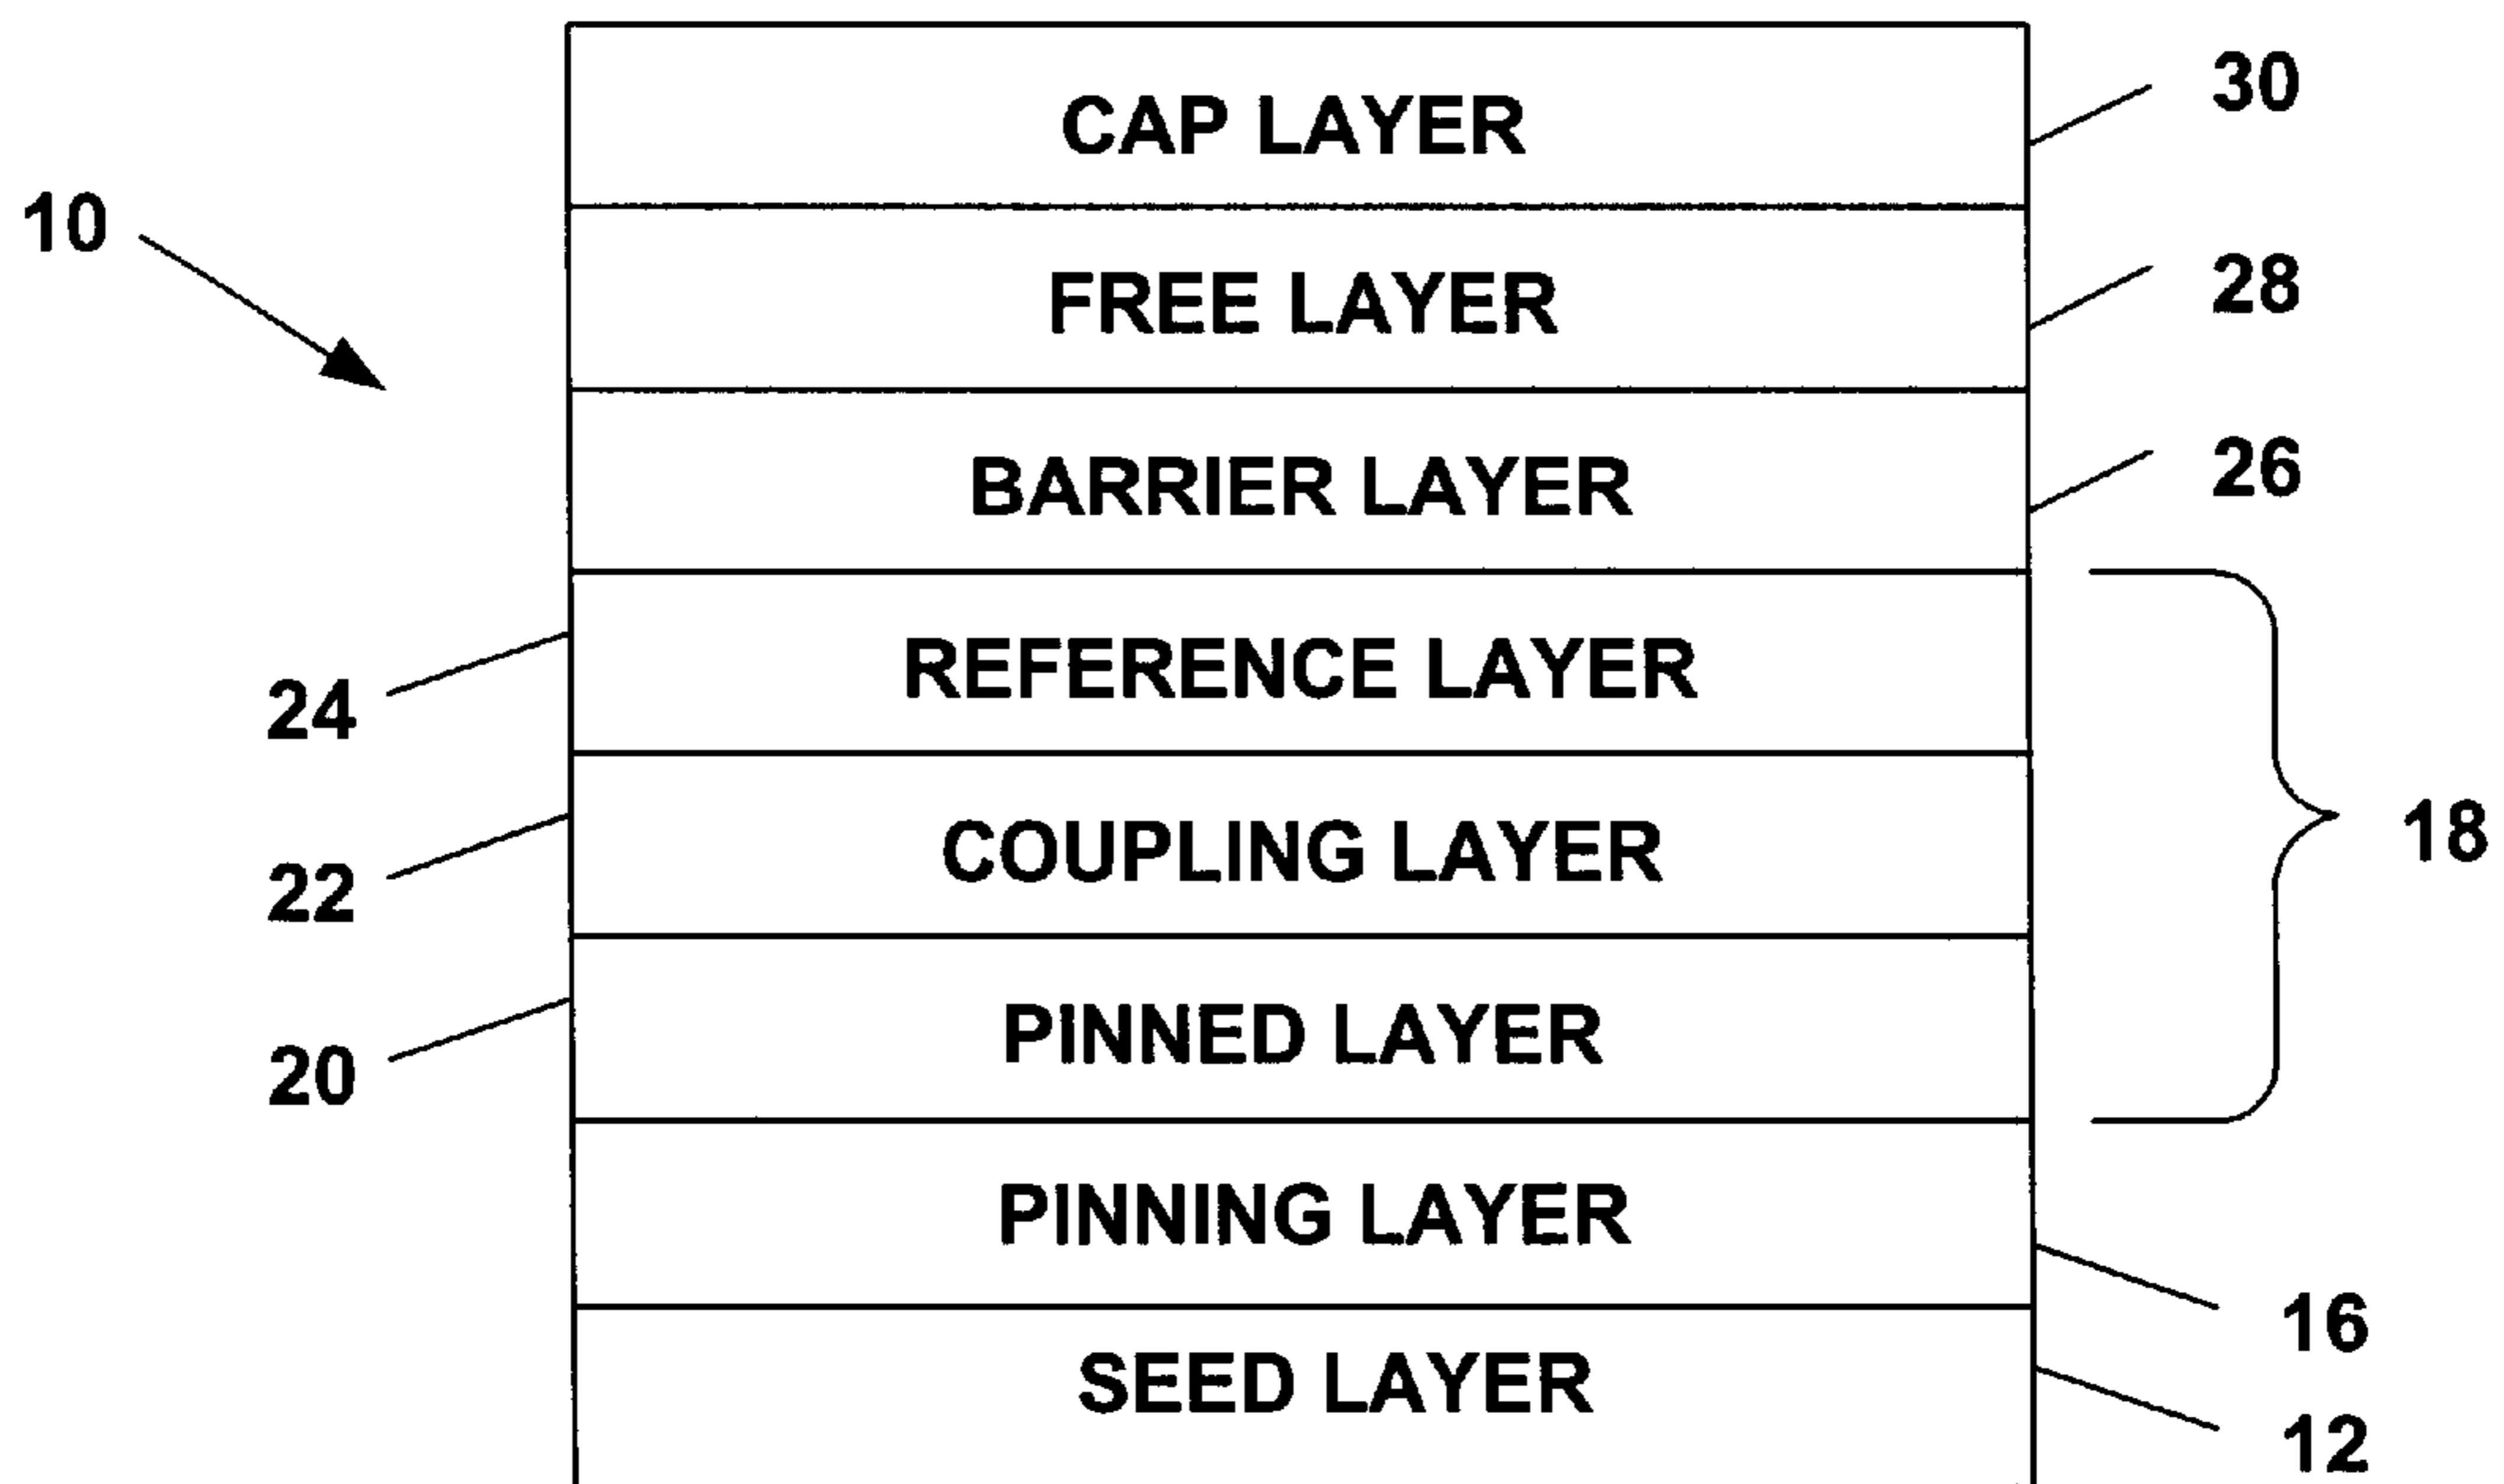 CAP LAYER
30
10
FREE LAYER
28
BARRIER LAYER
26
REFERENCE LAYER
24
COUPLING LAYER
18
22
PINNED LAYER
20
PINNING LAYER
16
SEED LAYER
12